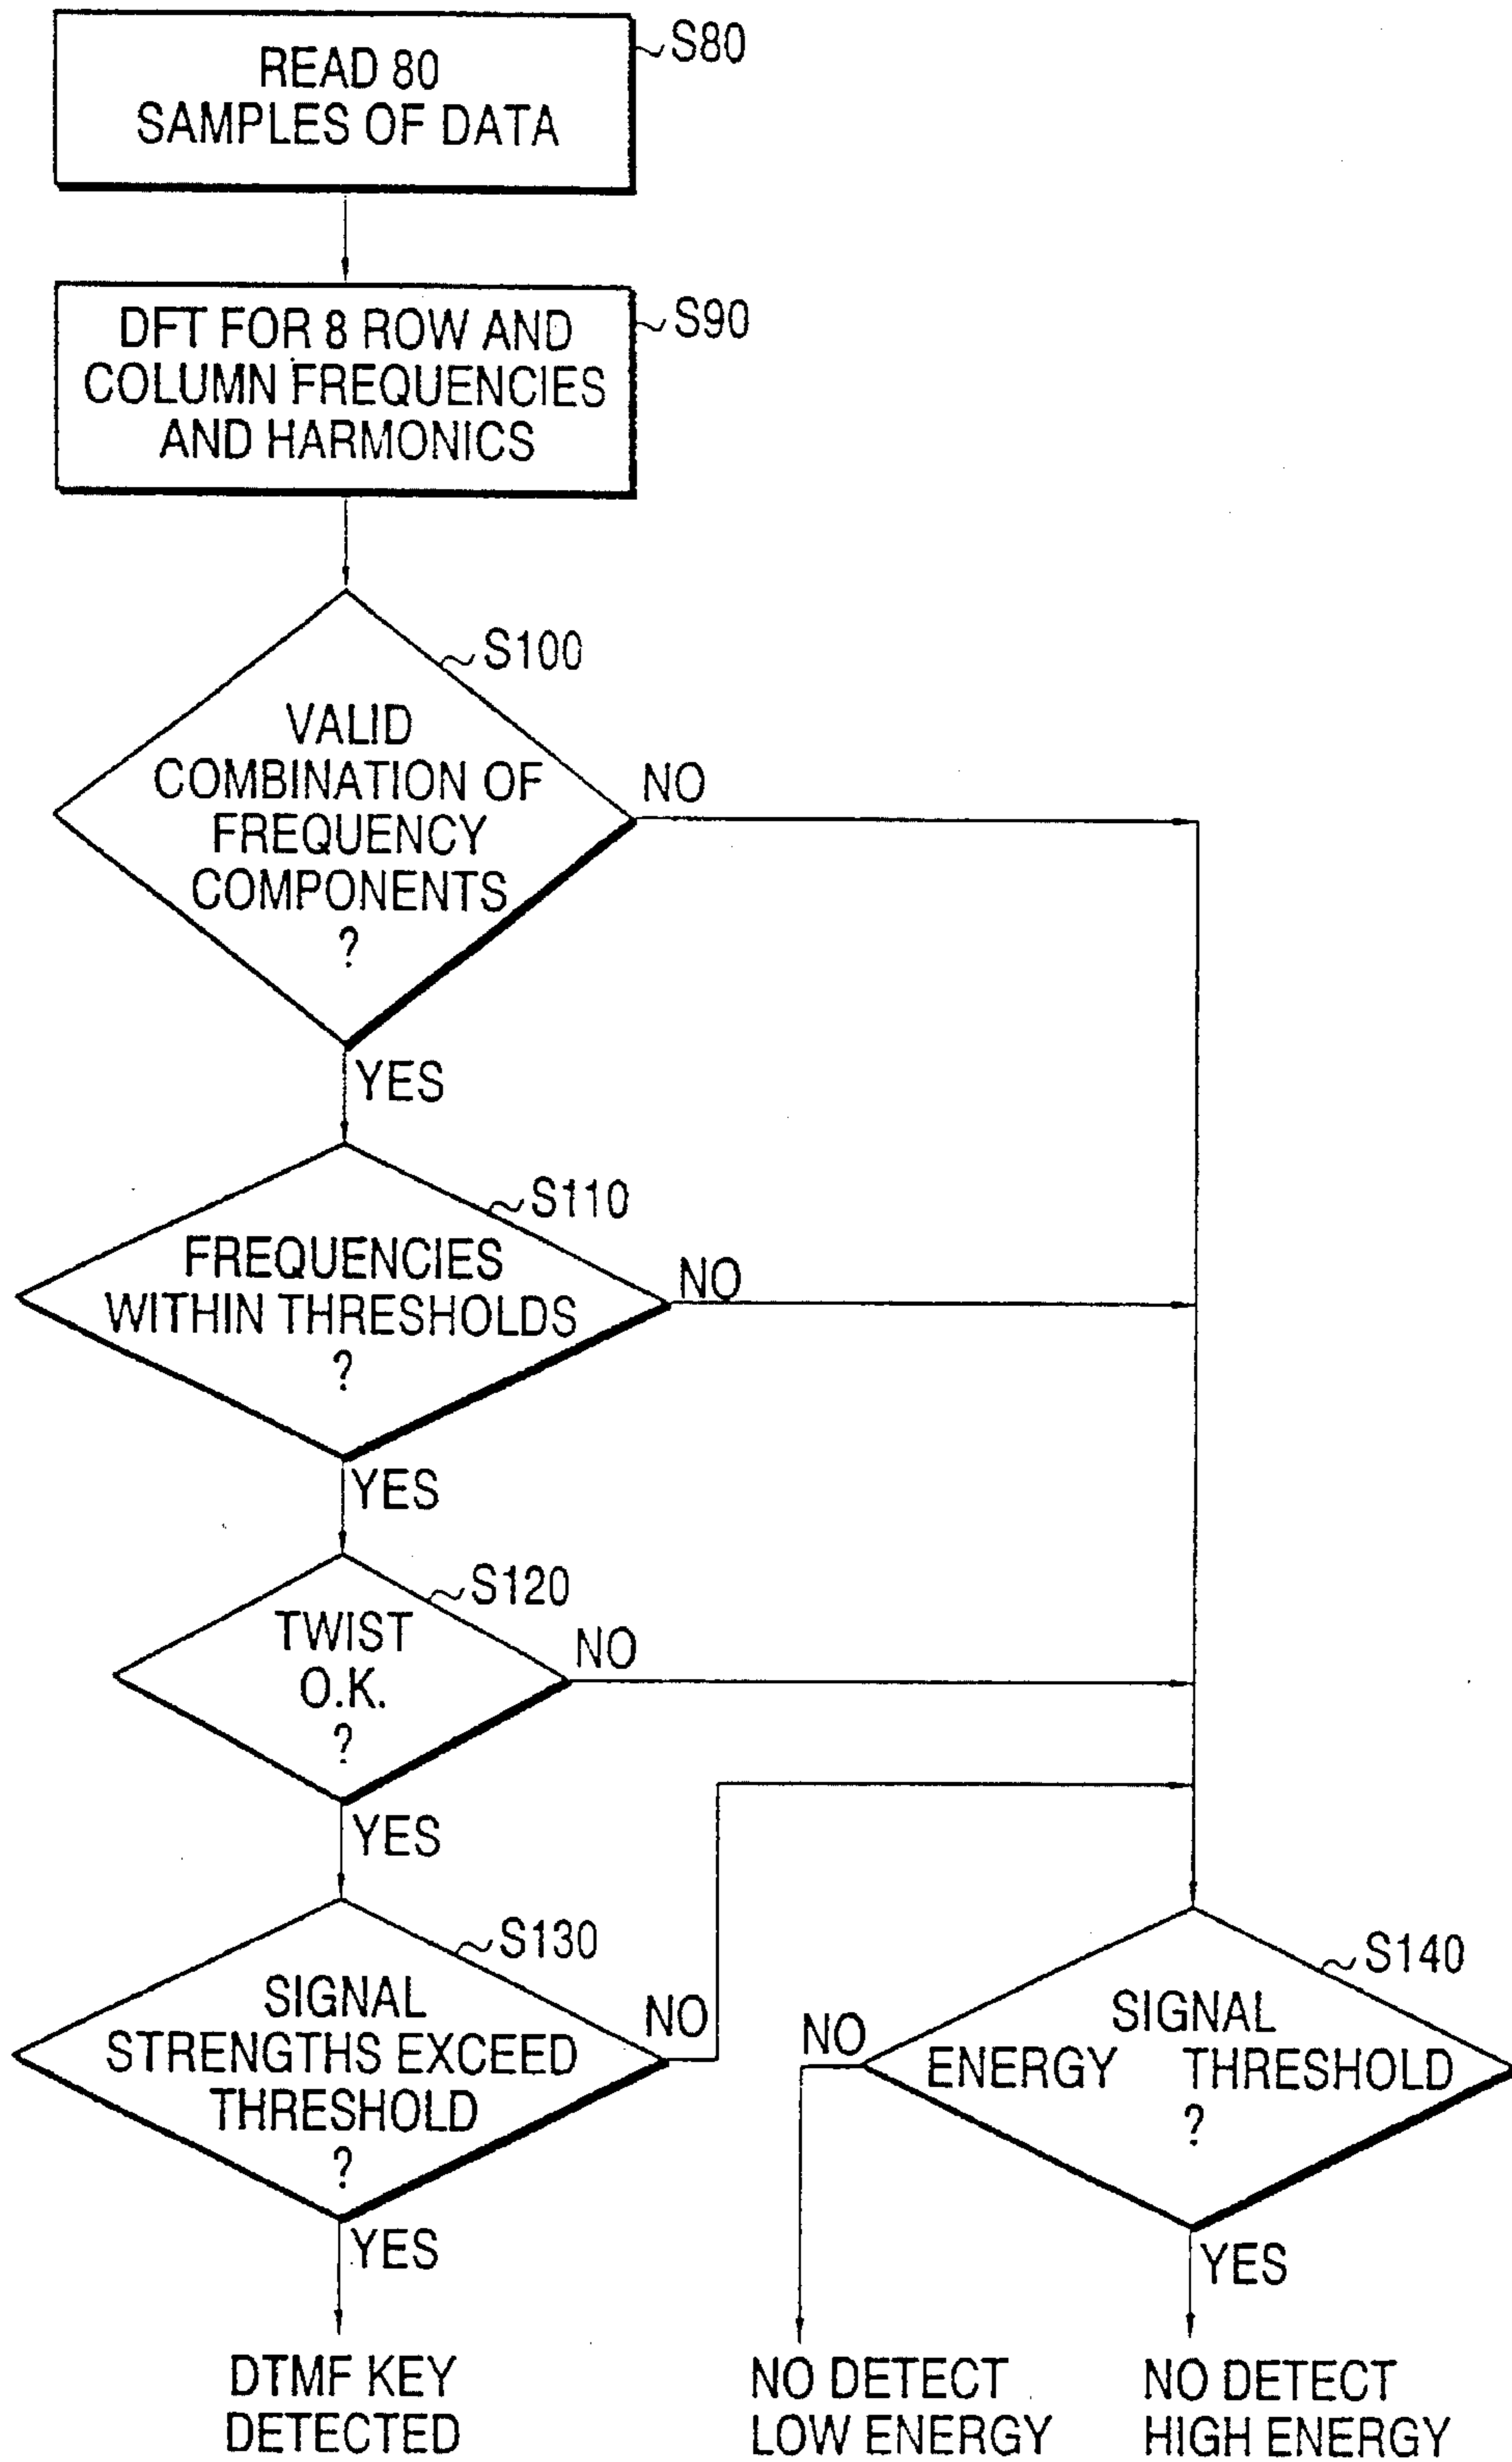 READ 80
SAMPLES OF DATA
S80
DFT FOR 8 ROW AND
COLUMN FREQUENCIES
AND HARMONICS
S90
S100
VALID
COMBINATION OF
FREQUENCY
COMPONENTS
?
NO
YES
S110
FREQUENCIES
WITHIN THRESHOLDS
?
NO
YES
S120
TWIST
O.K.
?
NO
YES
S130
SIGNAL
STRENGTHS EXCEED
THRESHOLD
?
NO
YES
S140
SIGNAL
ENERGY THRESHOLD
?
NO
YES
DTMF KEY
DETECTED
NO DETECT
LOW ENERGY
NO DETECT
HIGH ENERGY